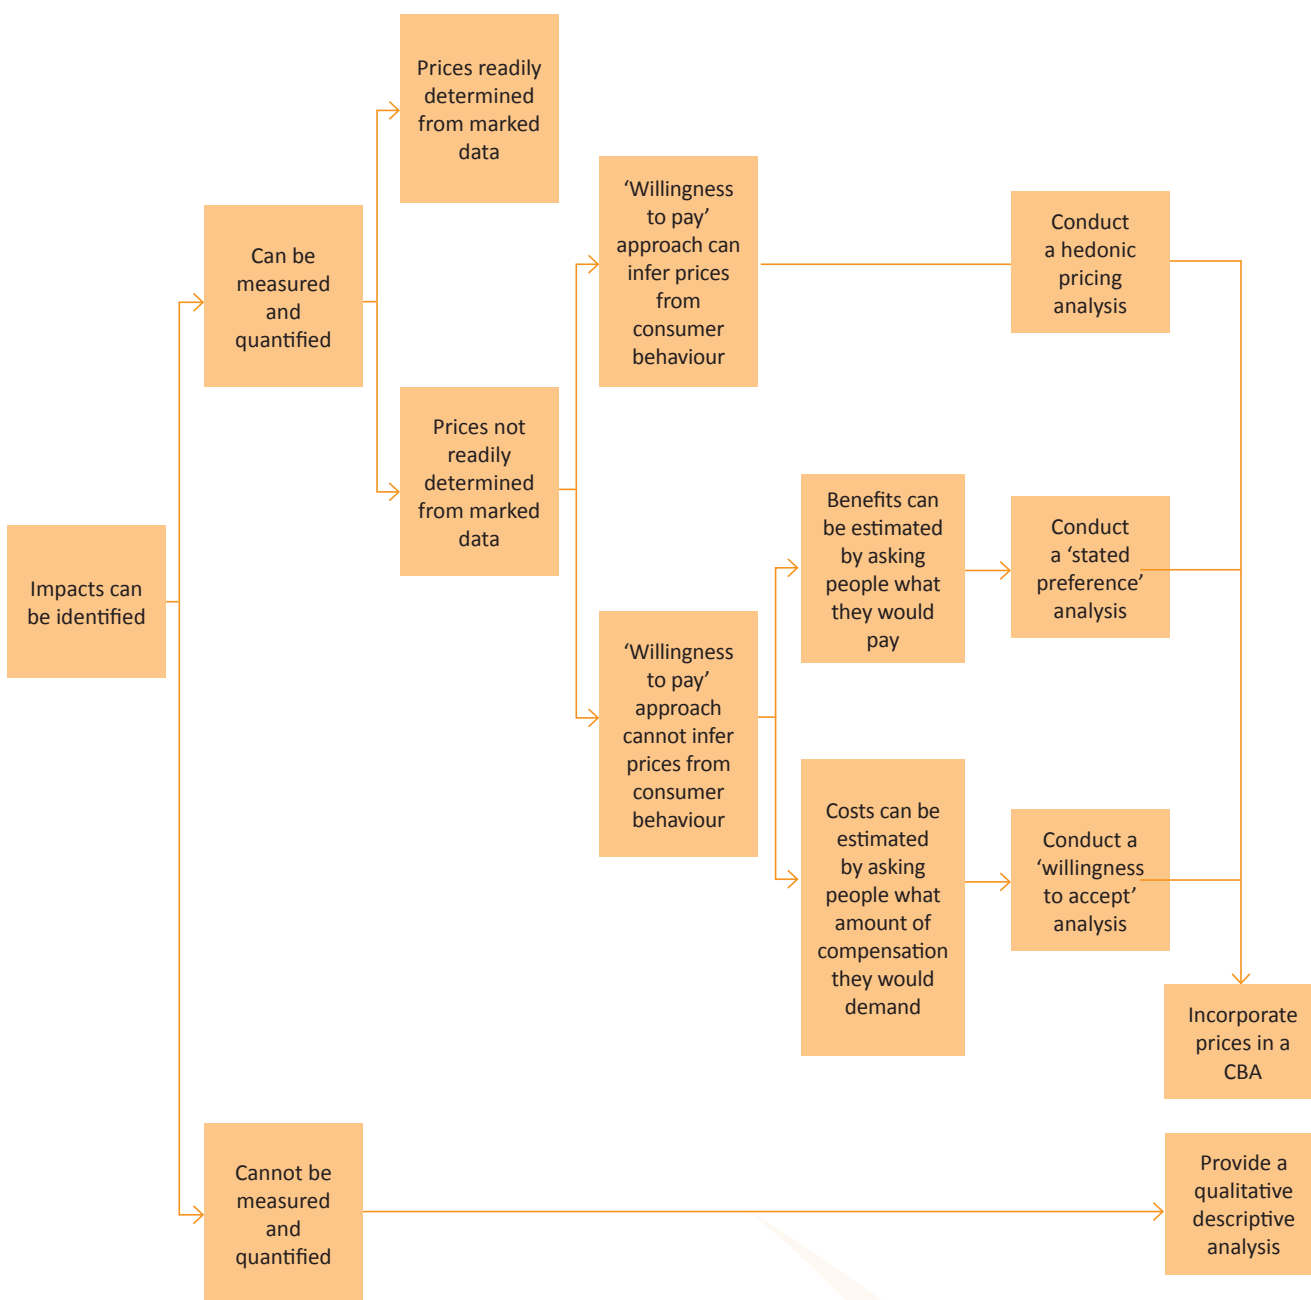 Prices readily
determined
from marked
data
‘Willingness
to pay’
approach can
infer prices
from
consumer
behaviour
Conduct
a hedonic
pricing
analysis
Can be
measured
and
quantified
Prices not
readily
determined
from marked
data
Benefits can
be estimated
by asking
people what
they would
pay
Conduct
a ‘stated
preference’
analysis
Impacts can
be identified
‘Willingness
to pay’
approach
cannot infer
prices from
consumer
behaviour
Costs can be
estimated
by asking
people what
amount of
compensation
they would
demand
Conduct a
‘willingness
to accept’
analysis
Incorporate
prices in a
CBA
Cannot be
measured
and
quantified
Provide a
qualitative
descriptive
analysis